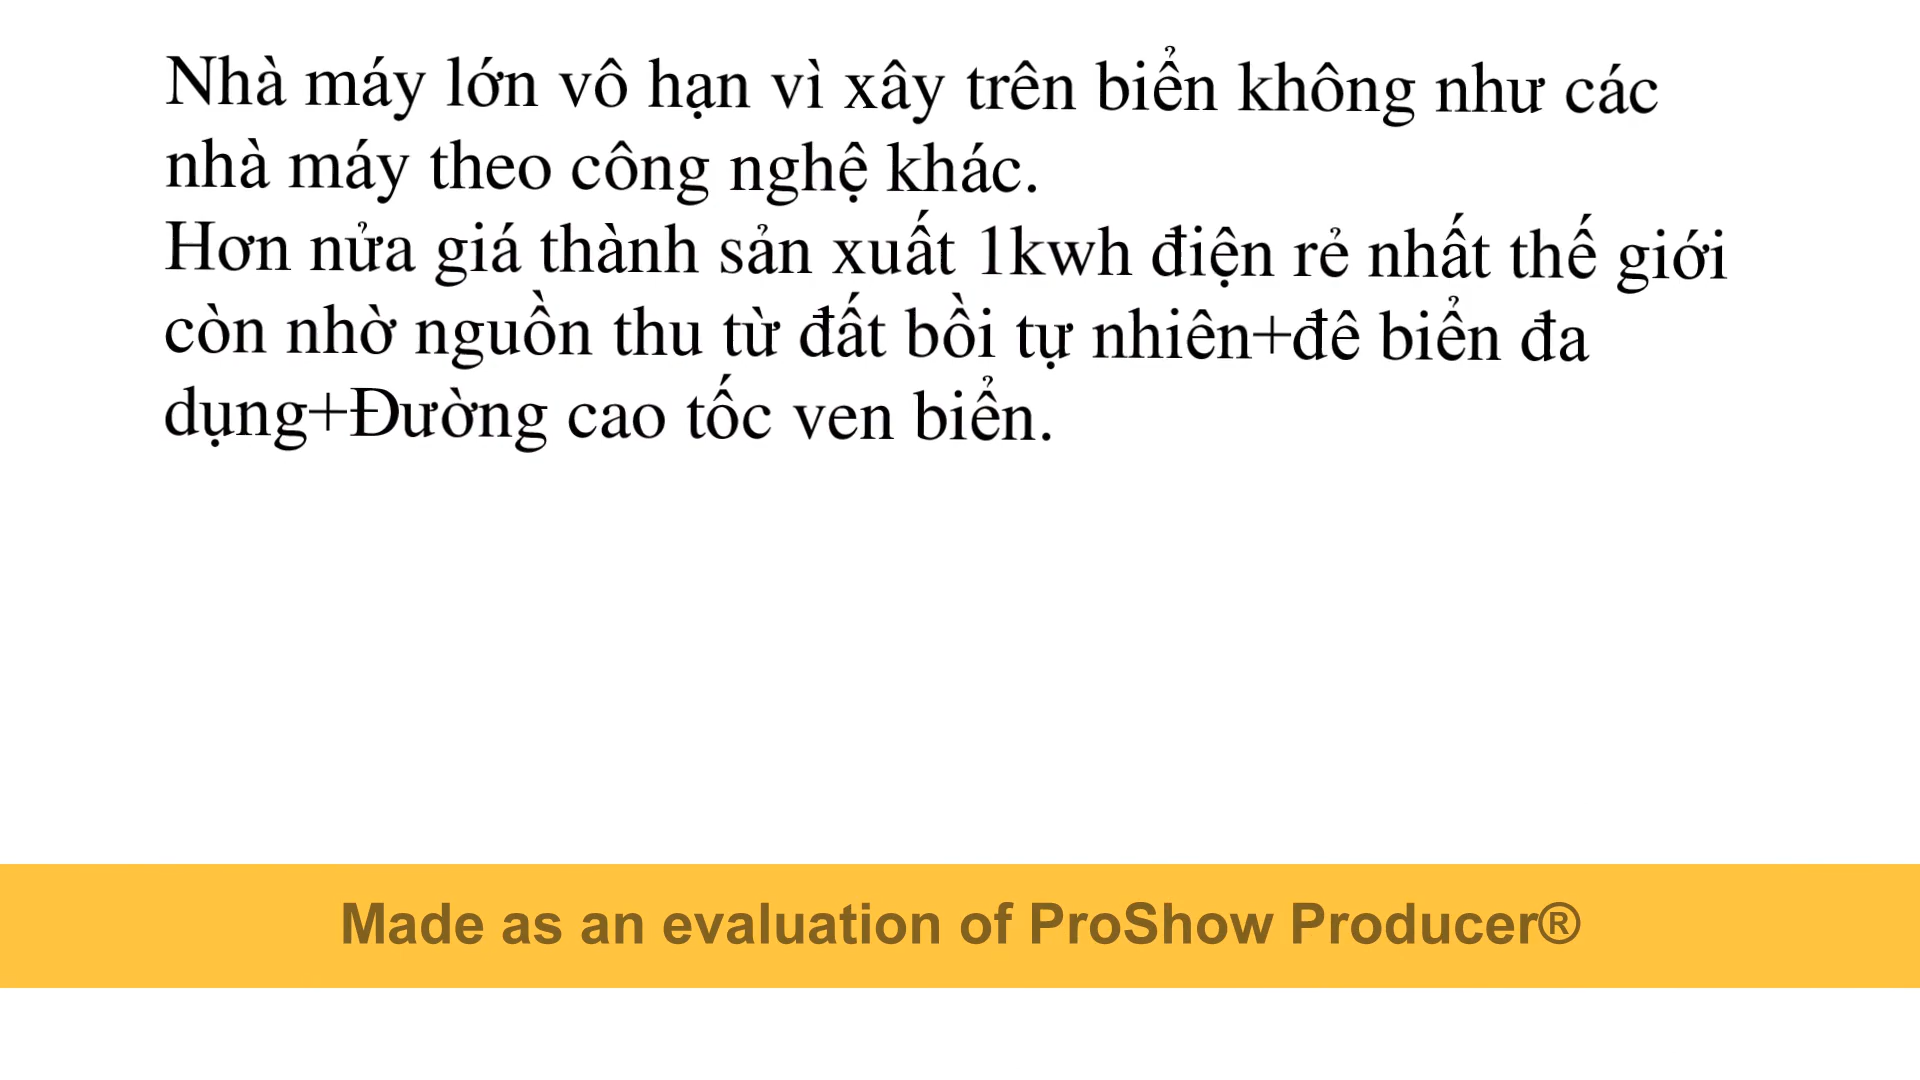 Nhà máy lớn vô hạn vì xây trên biển không như các
nhà máy theo công nghệ khác.
Hơn nửa giá thành sản xuất 1kwh điện rẻ nhất thế giới
còn nhờ nguồn thu từ đất bồi tự nhiên+đê biển đa
dụng+Đường cao tốc ven biển.
Made as an evaluation of ProShow Producer®